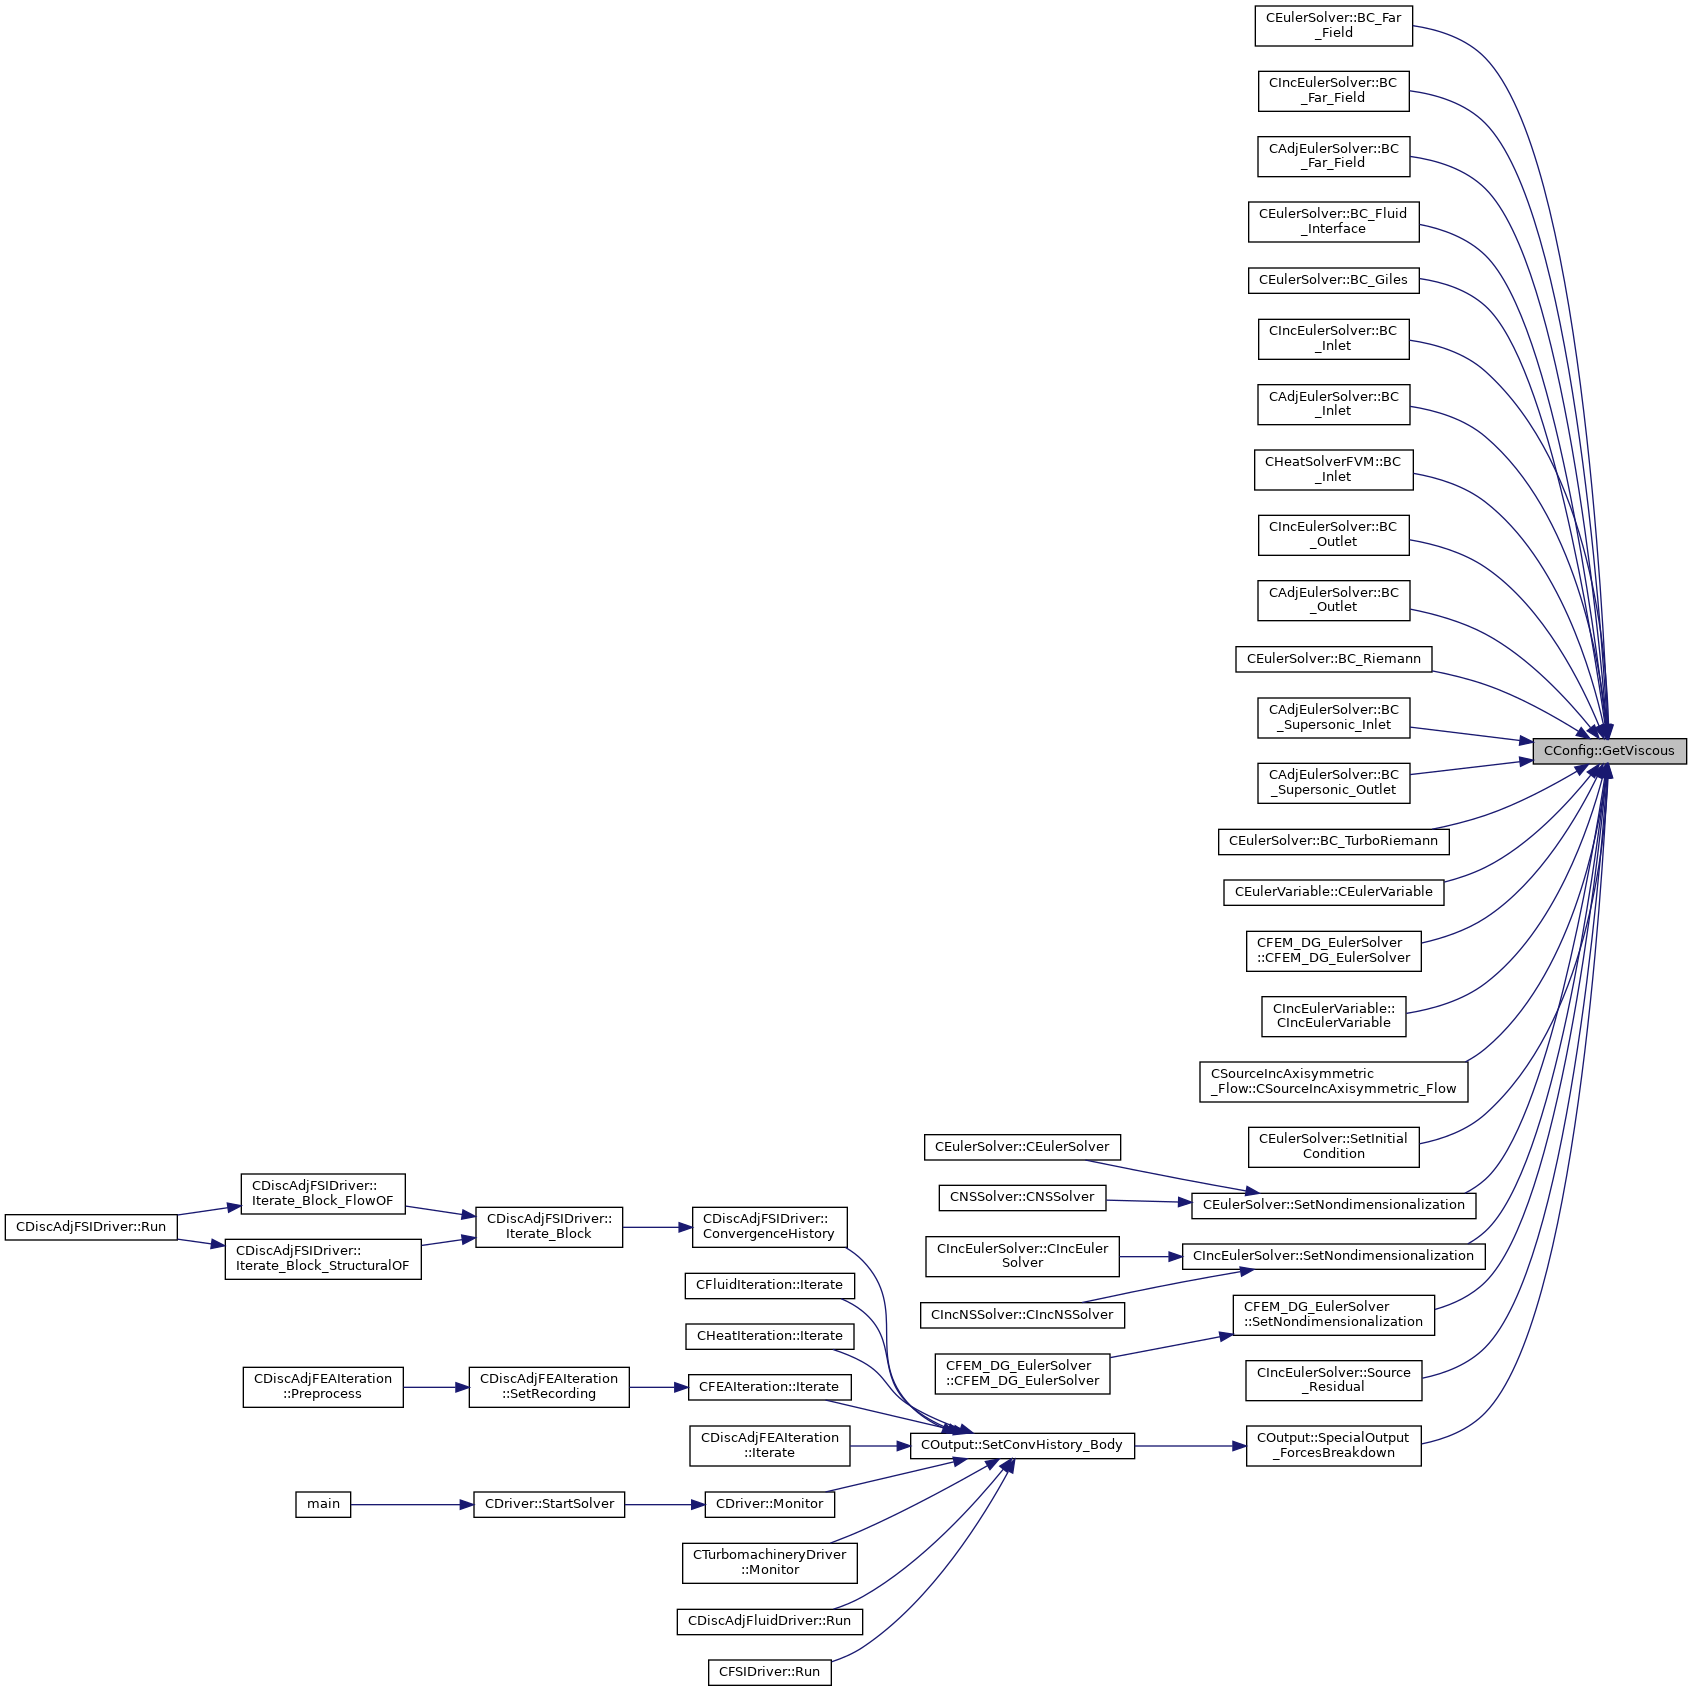 CEulerSolver::BC_Far
_Field
CIncEulerSolver::BC
_Far_Field
CAdjEulerSolver::BC
_Far_Field
CEulerSolver::BC_Fluid
_Interface
CEulerSolver::BC_Giles
CIncEulerSolver::BC
_Inlet
CAdjEulerSolver::BC
_Inlet
CHeatSolverFVM::BC
_Inlet
CIncEulerSolver::BC
_Outlet
CAdjEulerSolver::BC
_Outlet
CEulerSolver::BC_Riemann
CAdjEulerSolver::BC
_Supersonic_Inlet
CConfig::GetViscous
CAdjEulerSolver::BC
_Supersonic_Outlet
CEulerSolver::BC_TurboRiemann
CEulerVariable::CEulerVariable
CFEM_DG_EulerSolver
::CFEM_DG_EulerSolver
CIncEulerVariable::
CIncEulerVariable
CSourceIncAxisymmetric
_Flow::CSourceIncAxisymmetric_Flow
CEulerSolver::SetInitial
Condition
CEulerSolver::CEulerSolver
CNSSolver::CNSSolver
CEulerSolver::SetNondimensionalization
CIncEulerSolver::CIncEuler
Solver
CIncEulerSolver::SetNondimensionalization
CIncNSSolver::CIncNSSolver
CFEM_DG_EulerSolver
::SetNondimensionalization
CFEM_DG_EulerSolver
::CFEM_DG_EulerSolver
CIncEulerSolver::Source
_Residual
COutput::SpecialOutput
_ForcesBreakdown
COutput::SetConvHistory_Body
CDiscAdjFSIDriver::
ConvergenceHistory
CDiscAdjFSIDriver::
Iterate_Block
CDiscAdjFSIDriver::
Iterate_Block_FlowOF
CDiscAdjFSIDriver::Run
CDiscAdjFSIDriver::
Iterate_Block_StructuralOF
CFluidIteration::Iterate
CHeatIteration::Iterate
CFEAIteration::Iterate
CDiscAdjFEAIteration
::SetRecording
CDiscAdjFEAIteration
::Preprocess
CDiscAdjFEAIteration
::Iterate
CDriver::Monitor
CDriver::StartSolver
main
CTurbomachineryDriver
::Monitor
CDiscAdjFluidDriver::Run
CFSIDriver::Run